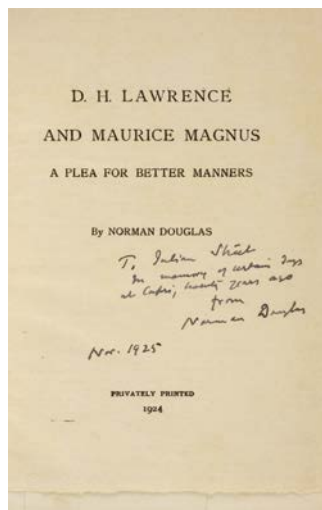 D. H. LAWRENCE
AND MAURICE MAGNUS
A PLEA FOR BETTER MANNERS
By NORMAN DOUGLAS
To Julian Street
In memory of certain days
at Capri, twenty years ago
from
Norman Douglas
Nov. 1925
PRIVATELY PRINTED
1924